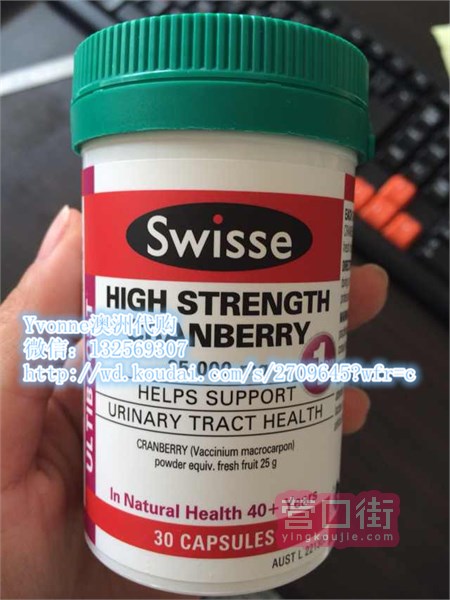 Swisse
HIGH STRENGTH
HELPS SUPPORT
URINARY TRACT HEALTH
CRANBERRY (Vaccinium macrocarpon)
powder equiv. fresh fruit 25 g
In Natural Health 40+
30 CAPSULES
AUST L
Yvonne澳洲代购
微信：132569307
http://wd.koudai.com/s/2709645?wfr=c
营口街
yingkoujie.com